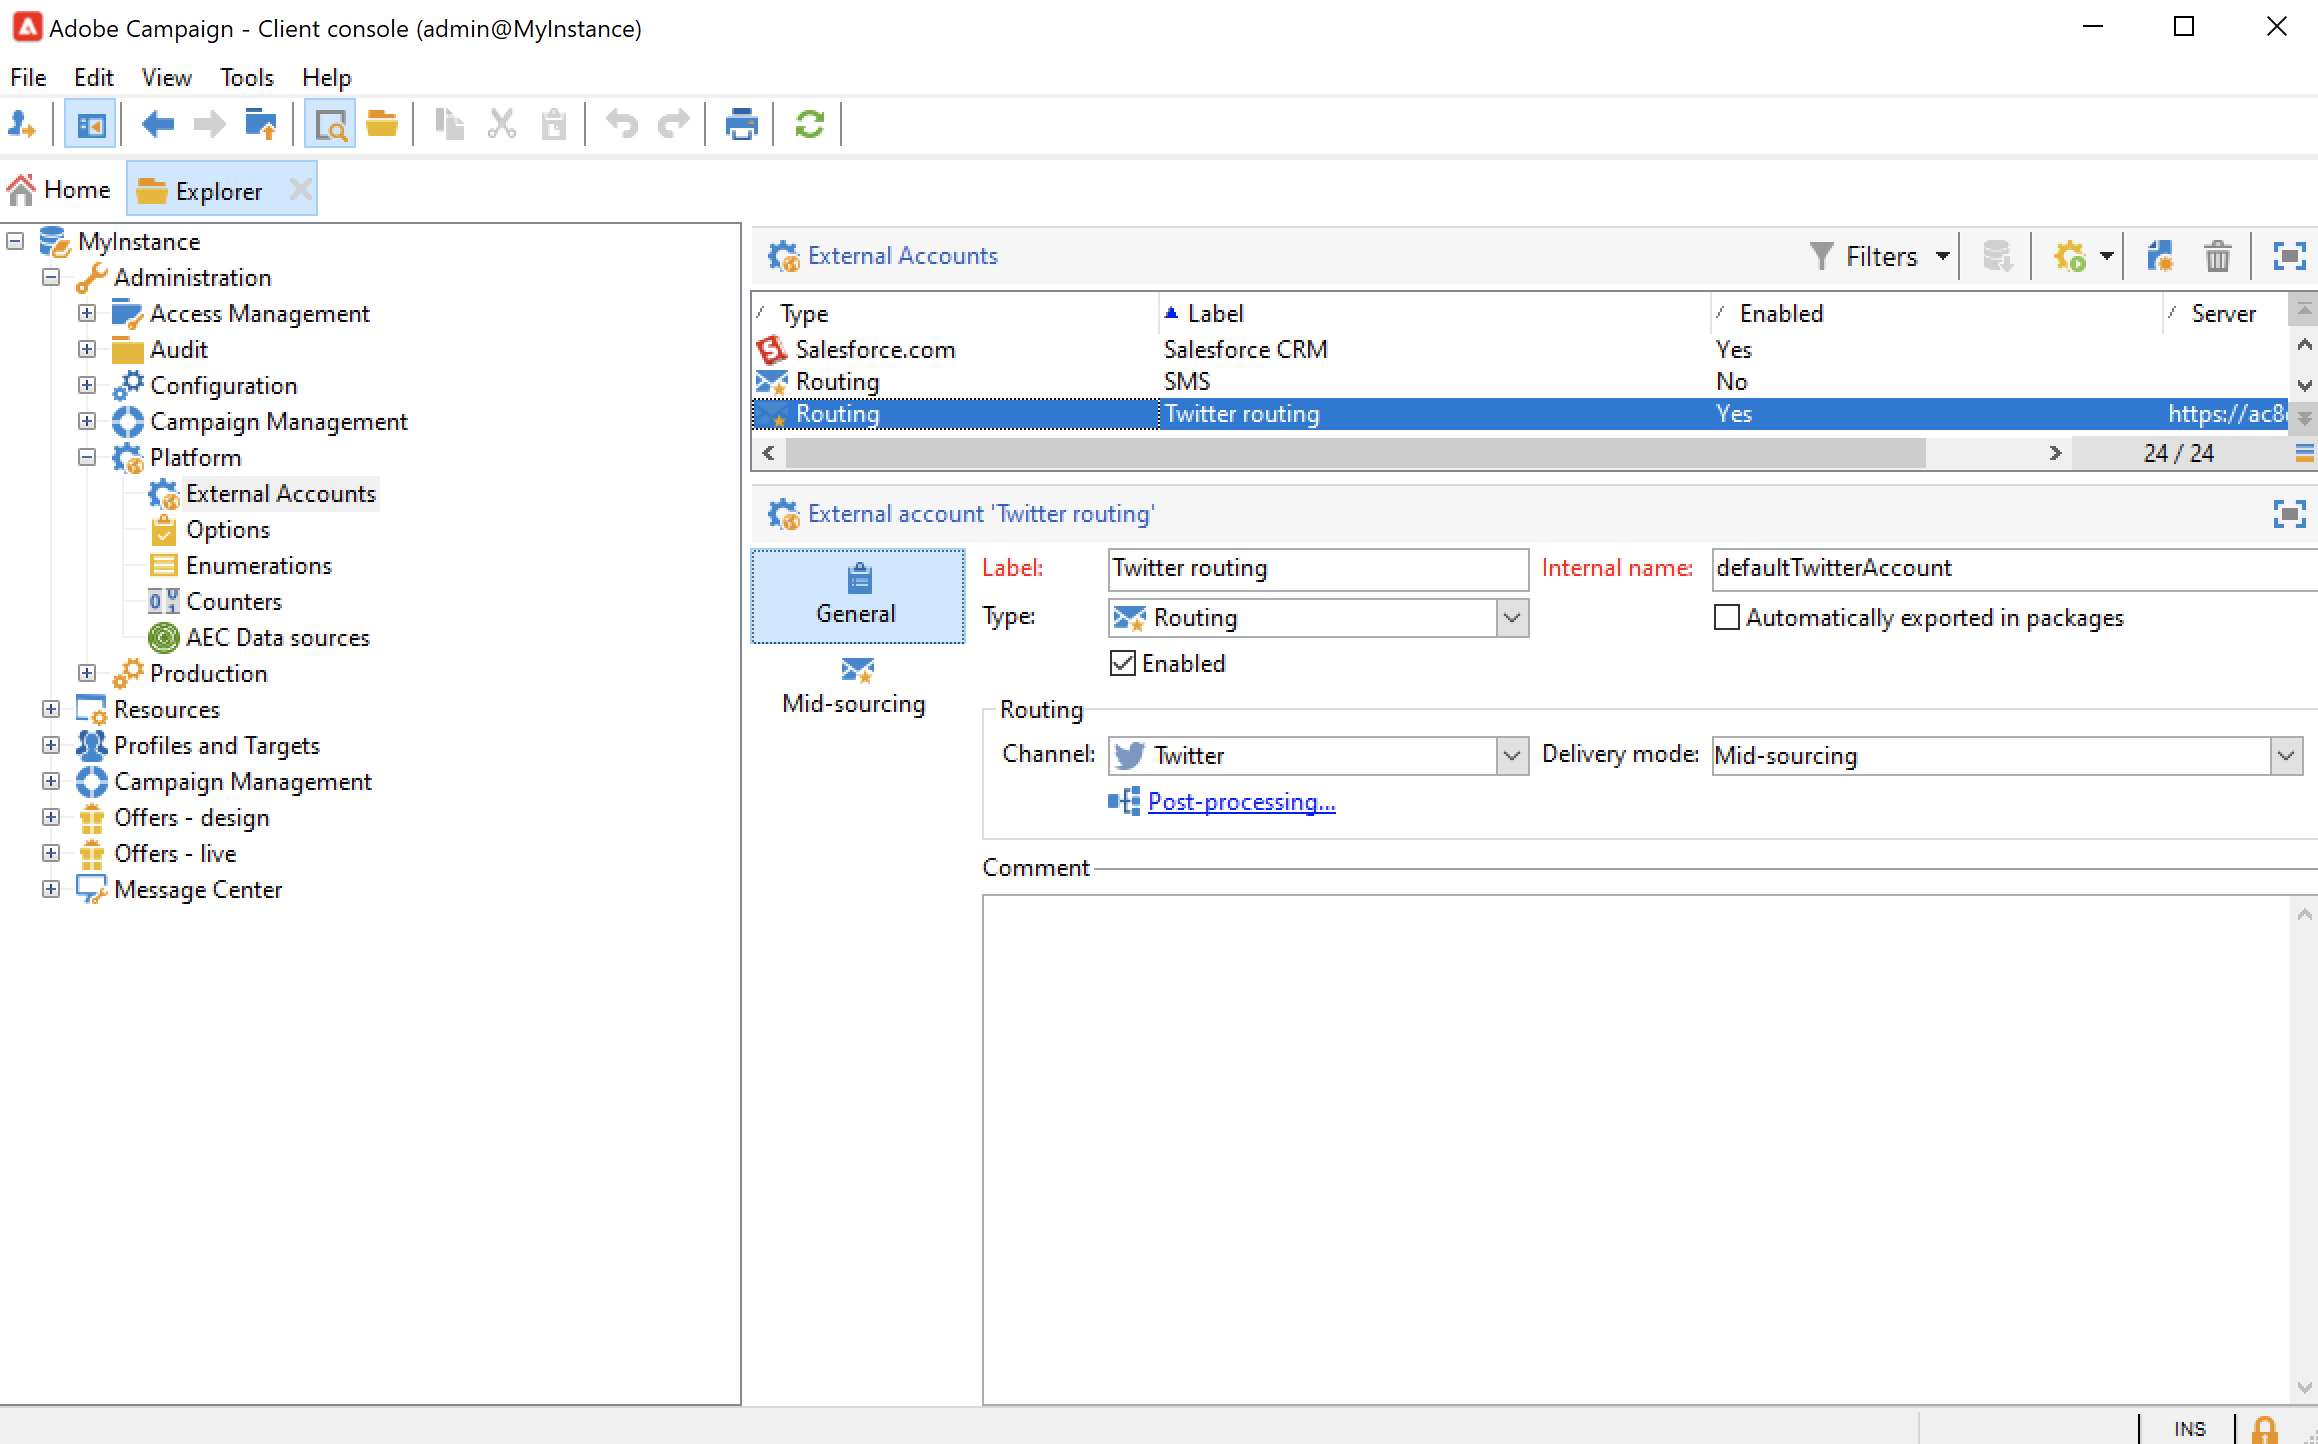 Adobe Campaign - Client console (admin@MyInstance)
File Edit View Tools Help
Home Explorer
MyInstance
Administration
Access Management
Audit
Configuration
Campaign Management
Platform
External Accounts
Options
Enumerations
Counters
AEC Data sources
Production
Resources
Profiles and Targets
Campaign Management
Offers - design
Offers - live
Message Center
External Accounts Filters
Type Label Enabled Server
Salesforce.com Salesforce CRM Yes
Routing SMS No
Routing Twitter routing Yes https://ac8
24 / 24
External account 'Twitter routing'
General
Mid-sourcing
Label: Twitter routing Internal name: defaultTwitterAccount
Type: Routing Automatically exported in packages
Enabled
Routing
Channel: Twitter Delivery mode: Mid-sourcing
Post-processing...
Comment
INS